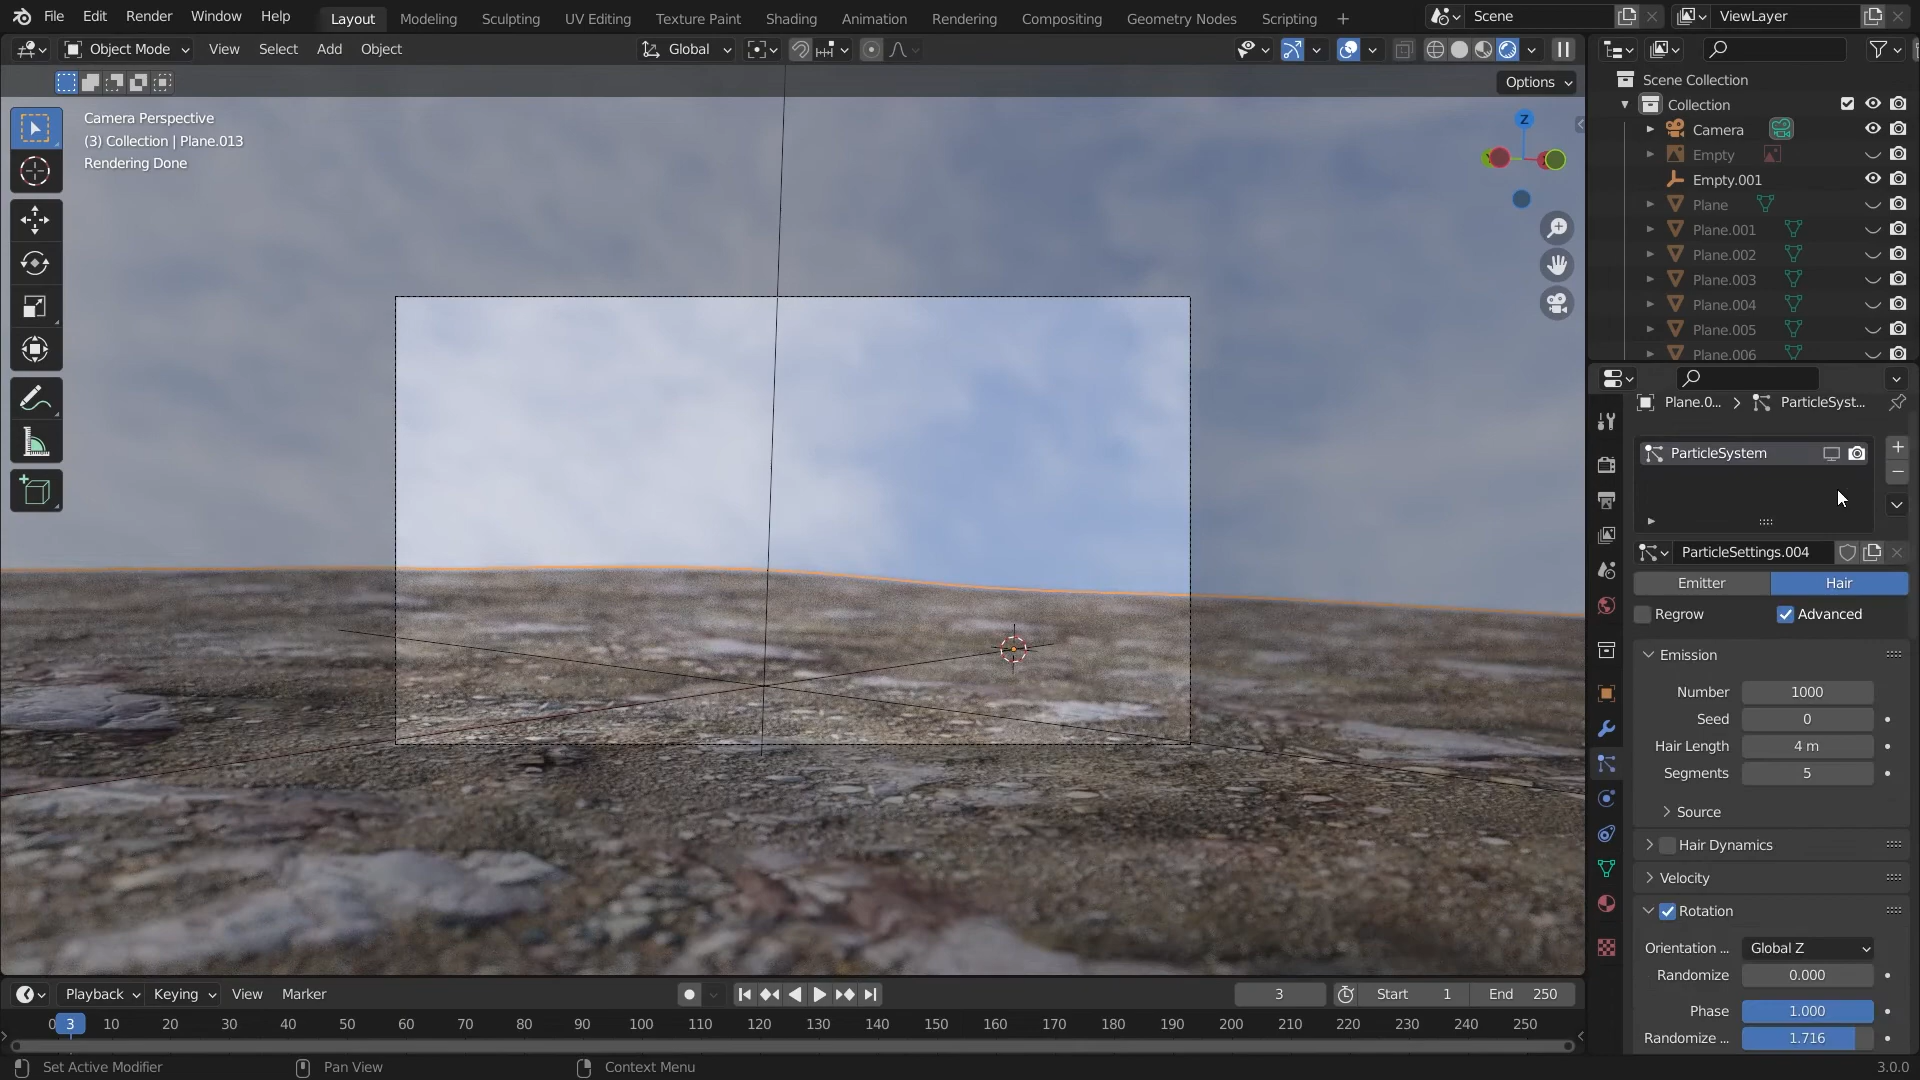 File Edit Render Window Help Layout Modeling Sculpting UV Editing Texture Paint Shading Animation Rendering Compositing Geometry Nodes Scripting + Scene ViewLayer
Object Mode View Select Add Object Global
Options
Camera Perspective
(3) Collection | Plane.013
Rendering Done
Z
Scene Collection
Collection
Camera
Empty
Empty.001
Plane
Plane.001
Plane.002
Plane.003
Plane.004
Plane.005
Plane.006
Plane.0... > ParticleSyst...
ParticleSystem
ParticleSettings.004
Emitter Hair
Regrow Advanced
Emission
Number 1000
Seed 0
Hair Length 4 m
Segments 5
Source
Hair Dynamics
Velocity
Rotation
Orientation ... Global Z
Randomize 0.000
Phase 1.000
Randomize ... 1.716
Playback Keying View Marker 3 Start 1 End 250
0 3 10 20 30 40 50 60 70 80 90 100 110 120 130 140 150 160 170 180 190 200 210 220 230 240 250
Set Active Modifier Pan View Context Menu 3.0.0